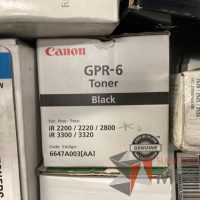 Canon
GPR-6
Toner
Black
For · Pour · Para:
iR 2200 / 2220 / 2800
iR 3300 / 3320
Code, Código:
6647A003[AA]
GENUINE